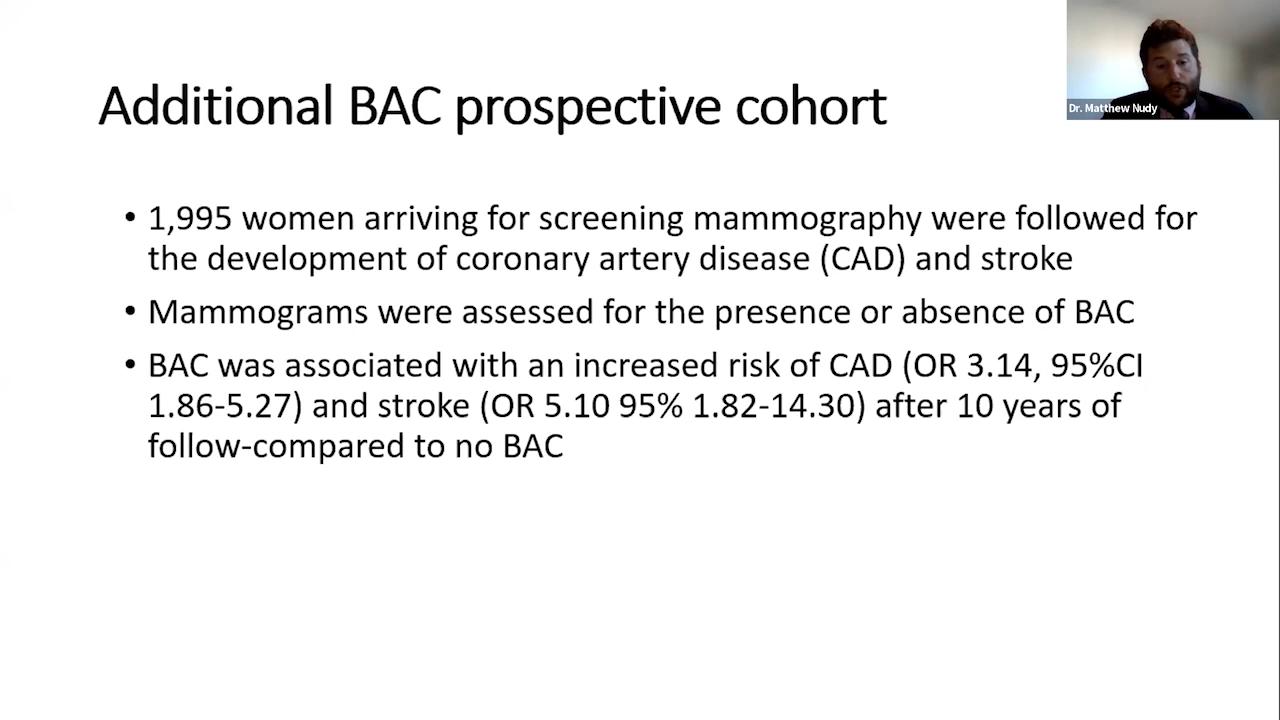 Additional BAC prospective cohort
Dr. Matthew Nudy
• 1,995 women arriving for screening mammography were followed for
the development of coronary artery disease (CAD) and stroke
• Mammograms were assessed for the presence or absence of BAC
• BAC was associated with an increased risk of CAD (OR 3.14, 95%CI
1.86-5.27) and stroke (OR 5.10 95% 1.82-14.30) after 10 years of
follow-compared to no BAC